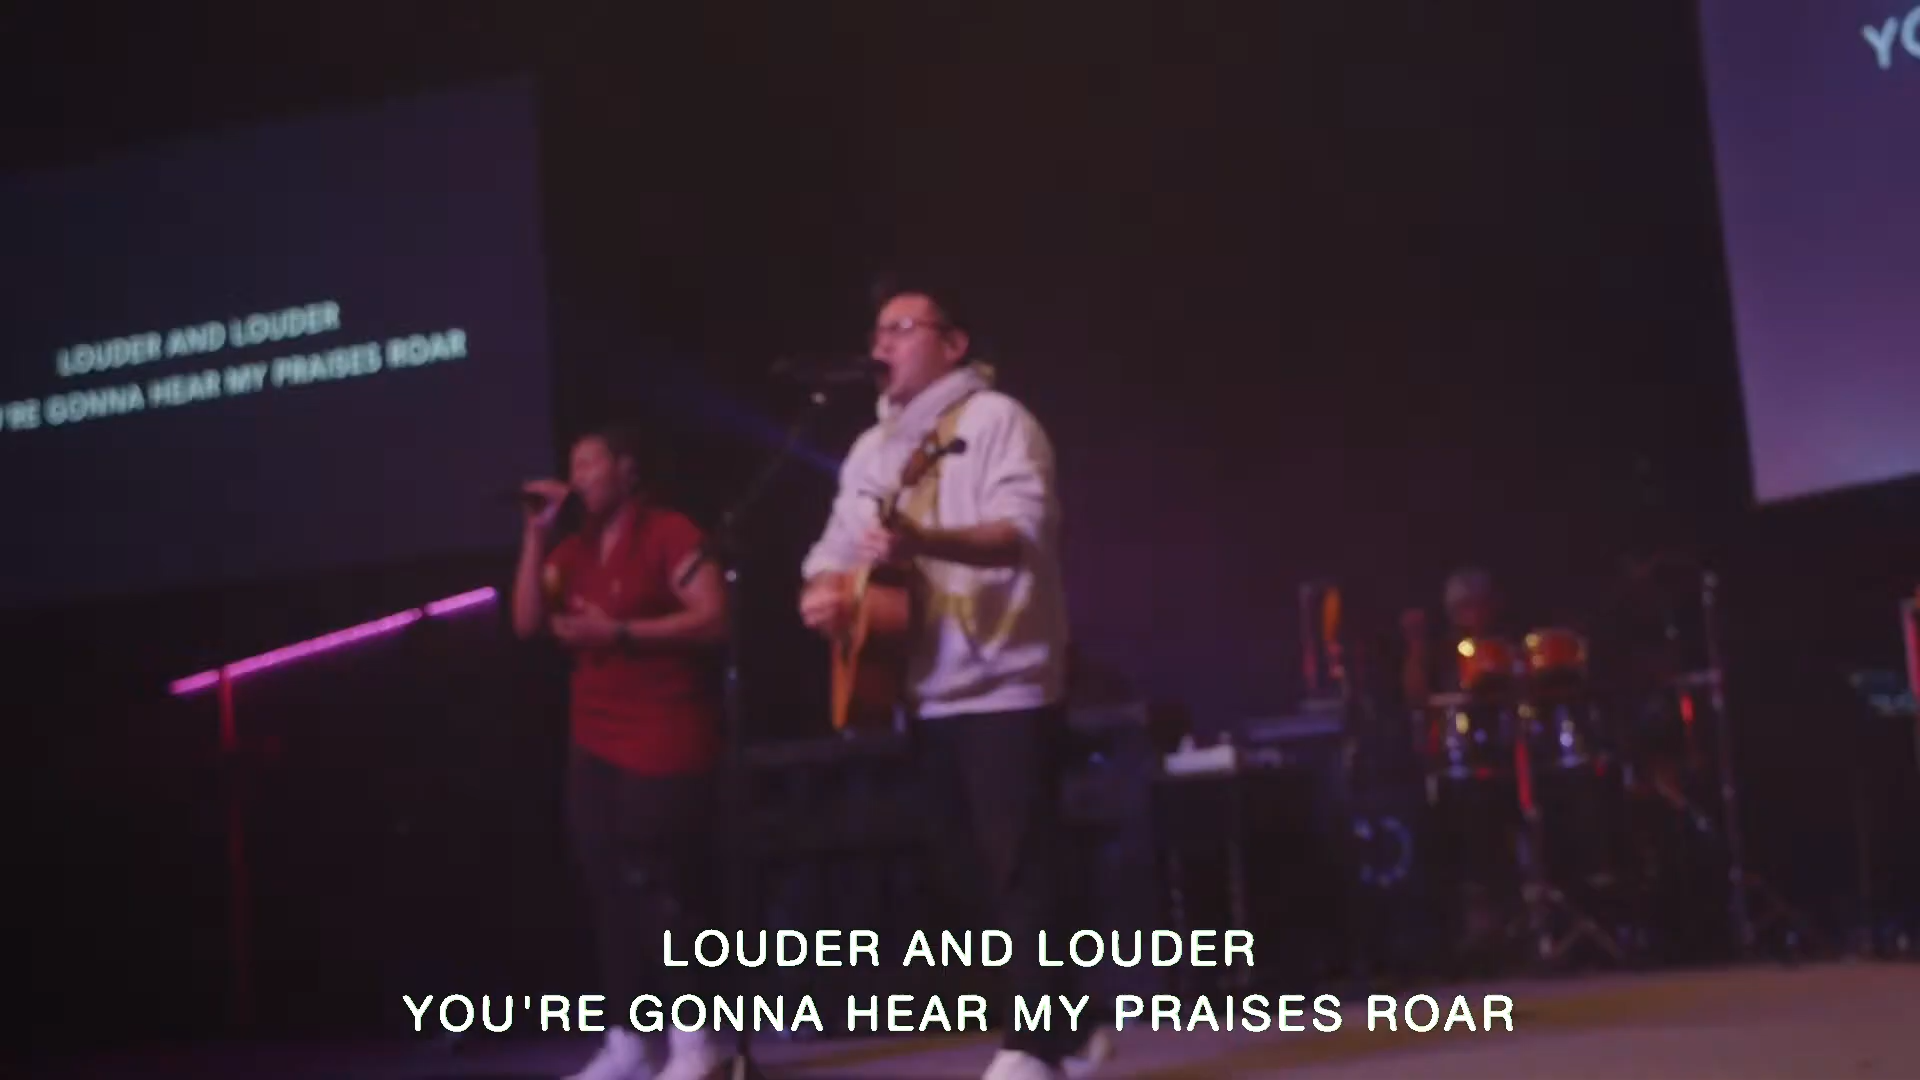 YO
LOUDER AND LOUDER
'RE GONNA HEAR MY PRAISES ROAR
LOUDER AND LOUDER
YOU'RE GONNA HEAR MY PRAISES ROAR